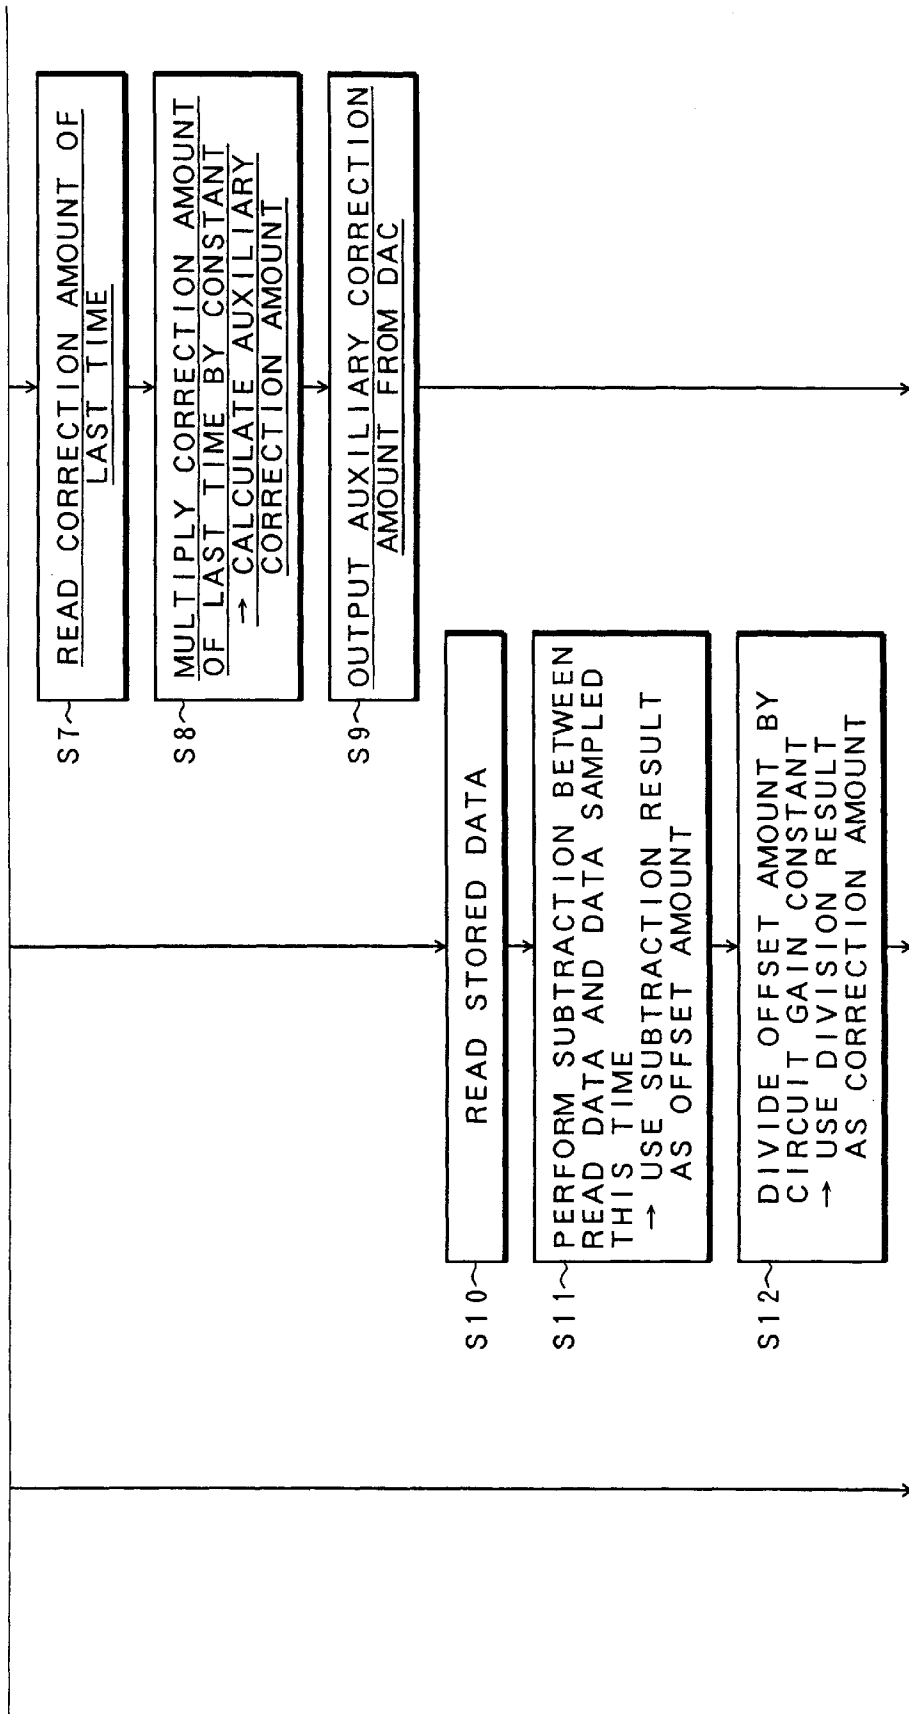 S7
READ CORRECTION AMOUNT OF
LAST TIME
S8
MULTIPLY CORRECTION AMOUNT
OF LAST TIME BY CONSTANT
→ CALCULATE AUXILIARY
CORRECTION AMOUNT
S9
OUTPUT AUXILIARY CORRECTION
AMOUNT FROM DAC
S10
READ STORED DATA
S11
PERFORM SUBTRACTION BETWEEN
READ DATA AND DATA SAMPLED
THIS TIME
→ USE SUBTRACTION RESULT
AS OFFSET AMOUNT
S12
DIVIDE OFFSET AMOUNT BY
CIRCUIT GAIN CONSTANT
→ USE DIVISION RESULT
AS CORRECTION AMOUNT